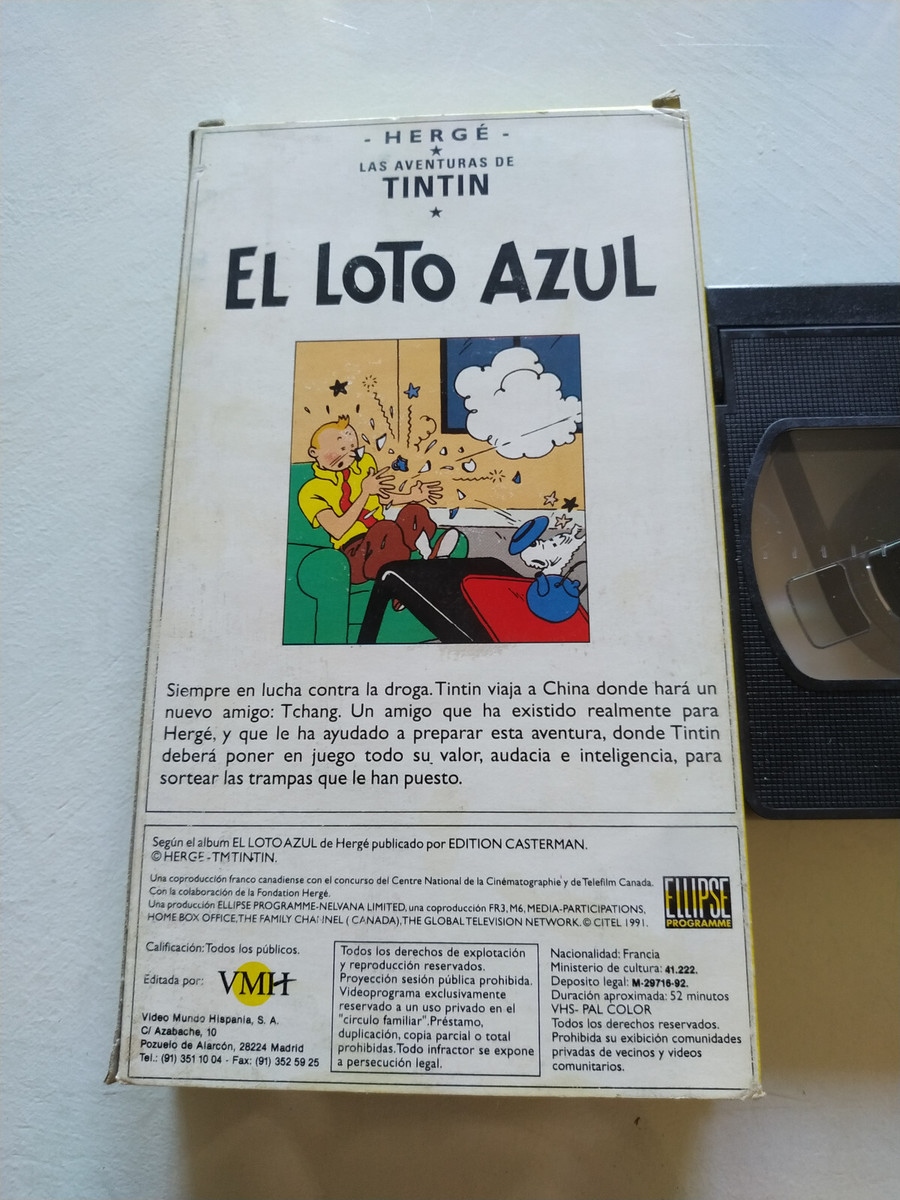 - HERGÉ -
LAS AVENTURAS DE
TINTIN
EL LOTO AZUL
Siempre en lucha contra la droga. Tintin viaja a China donde hará un
nuevo amigo: Tchang. Un amigo que ha existido realmente para
Hergé, y que le ha ayudado a preparar esta aventura, donde Tintin
deberá poner en juego todo su valor, audacia e inteligencia, para
sortear las trampas que le han puesto.
Según el album EL LOTO AZUL de Hergé publicado por EDITION CASTERMAN.
© HERGE - TMTINTIN.
Una coproducción franco canadiense con el concurso del Centre National de la Cinématographie y de Telefilm Canada.
Con la colaboración de la Fondation Hergé.
Una producción ELLIPSE PROGRAMME-NELVANA LIMITED, una coproducción FR3, M6, MEDIA-PARTICIPATIONS,
HOME BOX OFFICE, THE FAMILY CHANNEL (CANADA), THE GLOBAL TELEVISION NETWORK. © CITEL 1991.
ELLIPSE
PROGRAMME
Calificación: Todos los públicos.
Editada por: VMH
Video Mundo Hispania, S. A.
C/ Azabache, 10
Pozuelo de Alarcón, 28224 Madrid
Tel.: (91) 351 10 04 - Fax: (91) 352 59 25
Todos los derechos de explotación
y reproducción reservados.
Proyección sesión pública prohibida.
Videoprograma exclusivamente
reservado a un uso privado en el
"circulo familiar". Préstamo,
duplicación, copia parcial o total
prohibidas. Todo infractor se expone
a persecución legal.
Nacionalidad: Francia
Ministerio de cultura: 41.222.
Deposito legal: M-29716-92.
Duración aproximada: 52 minutos
VHS- PAL COLOR
Todos los derechos reservados.
Prohibida su exhibición comunidades
privadas de vecinos y videos
comunitarios.